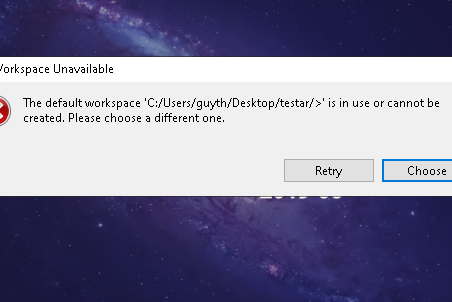 Workspace Unavailable
The default workspace 'C:/Users/guyth/Desktop/testar/>' is in use or cannot be
created. Please choose a different one.
Retry
Choose